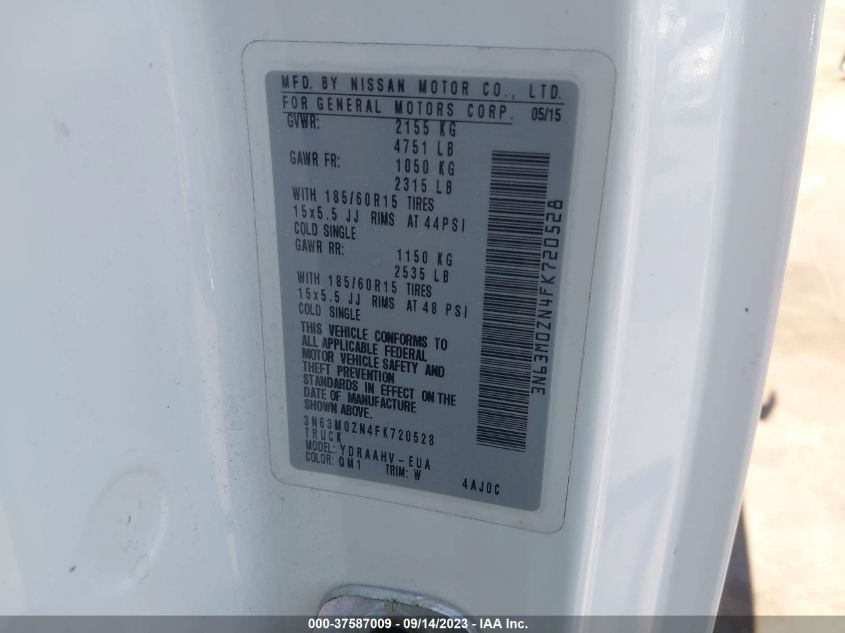 MFD. BY NISSAN MOTOR CO., LTD.
FOR GENERAL MOTORS CORP. 05/15
GVWR: 2155 KG
4751 LB
GAWR FR: 1050 KG
2315 LB
WITH 185/60R15 TIRES
15x5.5 JJ RIMS AT 44PSI
COLD SINGLE
GAWR RR: 1150 KG
2535 LB
WITH 185/60R15 TIRES
15x5.5 JJ RIMS AT 48 PSI
COLD SINGLE
THIS VEHICLE CONFORMS TO
ALL APPLICABLE FEDERAL
MOTOR VEHICLE SAFETY AND
THEFT PREVENTION
STANDARDS IN EFFECT ON THE
DATE OF MANUFACTURE
SHOWN ABOVE.
3N63M0ZN4FK720528
TRUCK
MODEL: YDRAAHV-EUA
COLOR: QM1 TRIM: W 4AJ0C
3N63M0ZN4FK720528
000-37587009 - 09/14/2023 - IAA Inc.